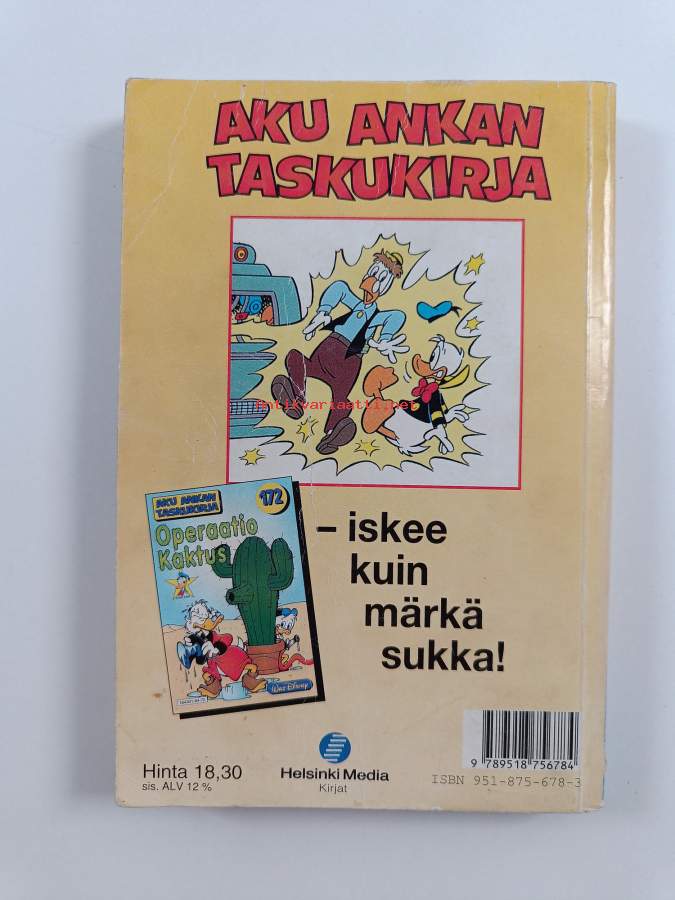 AKU ANKAN
TASKUKIRJA
Antikvariaatti.net
AKU ANKAN
TASKUKIRJA
172
Operaatio
Kaktus
WALT DISNEY
– iskee
kuin
märkä
sukka!
Hinta 18,30
sis. ALV 12 %
Helsinki Media
Kirjat
9 789518 756784
ISBN 951-875-678-3